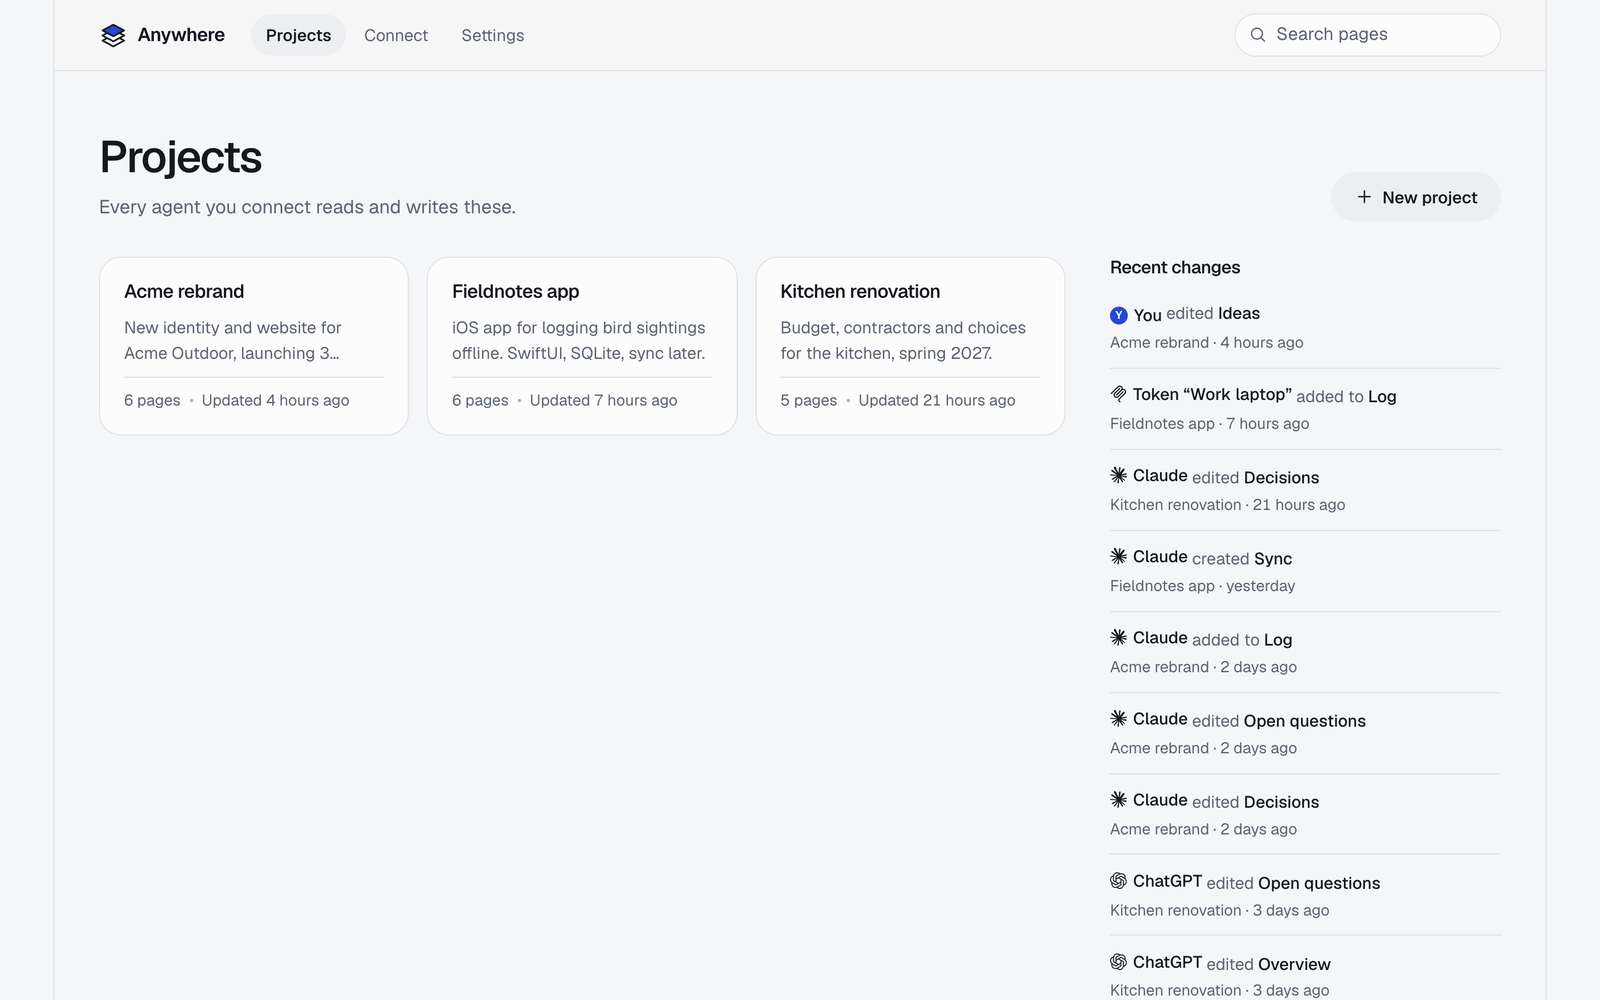 Anywhere
Projects
Connect
Settings
Search pages
Projects
Every agent you connect reads and writes these.
New project
Acme rebrand
New identity and website for
Acme Outdoor, launching 3…
6 pages • Updated 4 hours ago
Fieldnotes app
iOS app for logging bird sightings
offline. SwiftUI, SQLite, sync later.
6 pages • Updated 7 hours ago
Kitchen renovation
Budget, contractors and choices
for the kitchen, spring 2027.
5 pages • Updated 21 hours ago
Recent changes
Y You edited Ideas
Acme rebrand · 4 hours ago
Token “Work laptop” added to Log
Fieldnotes app · 7 hours ago
Claude edited Decisions
Kitchen renovation · 21 hours ago
Claude created Sync
Fieldnotes app · yesterday
Claude added to Log
Acme rebrand · 2 days ago
Claude edited Open questions
Acme rebrand · 2 days ago
Claude edited Decisions
Acme rebrand · 2 days ago
ChatGPT edited Open questions
Kitchen renovation · 3 days ago
ChatGPT edited Overview
Kitchen renovation · 3 days ago